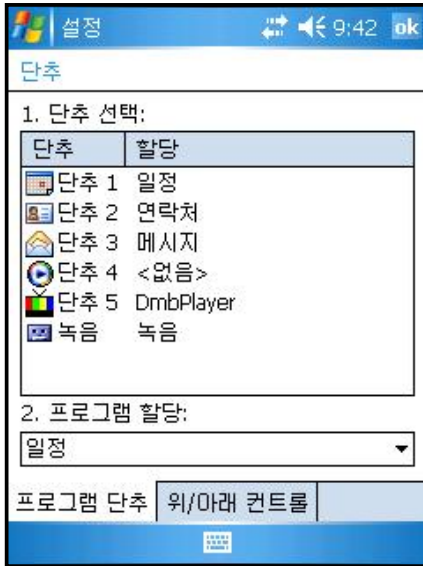 설정 9:42 ok
단추
1. 단추 선택:
단추 할당
단추 1 일정
단추 2 연락처
단추 3 메시지
단추 4 <없음>
단추 5 DmbPlayer
녹음 녹음
2. 프로그램 할당:
일정
프로그램 단추 위/아래 컨트롤